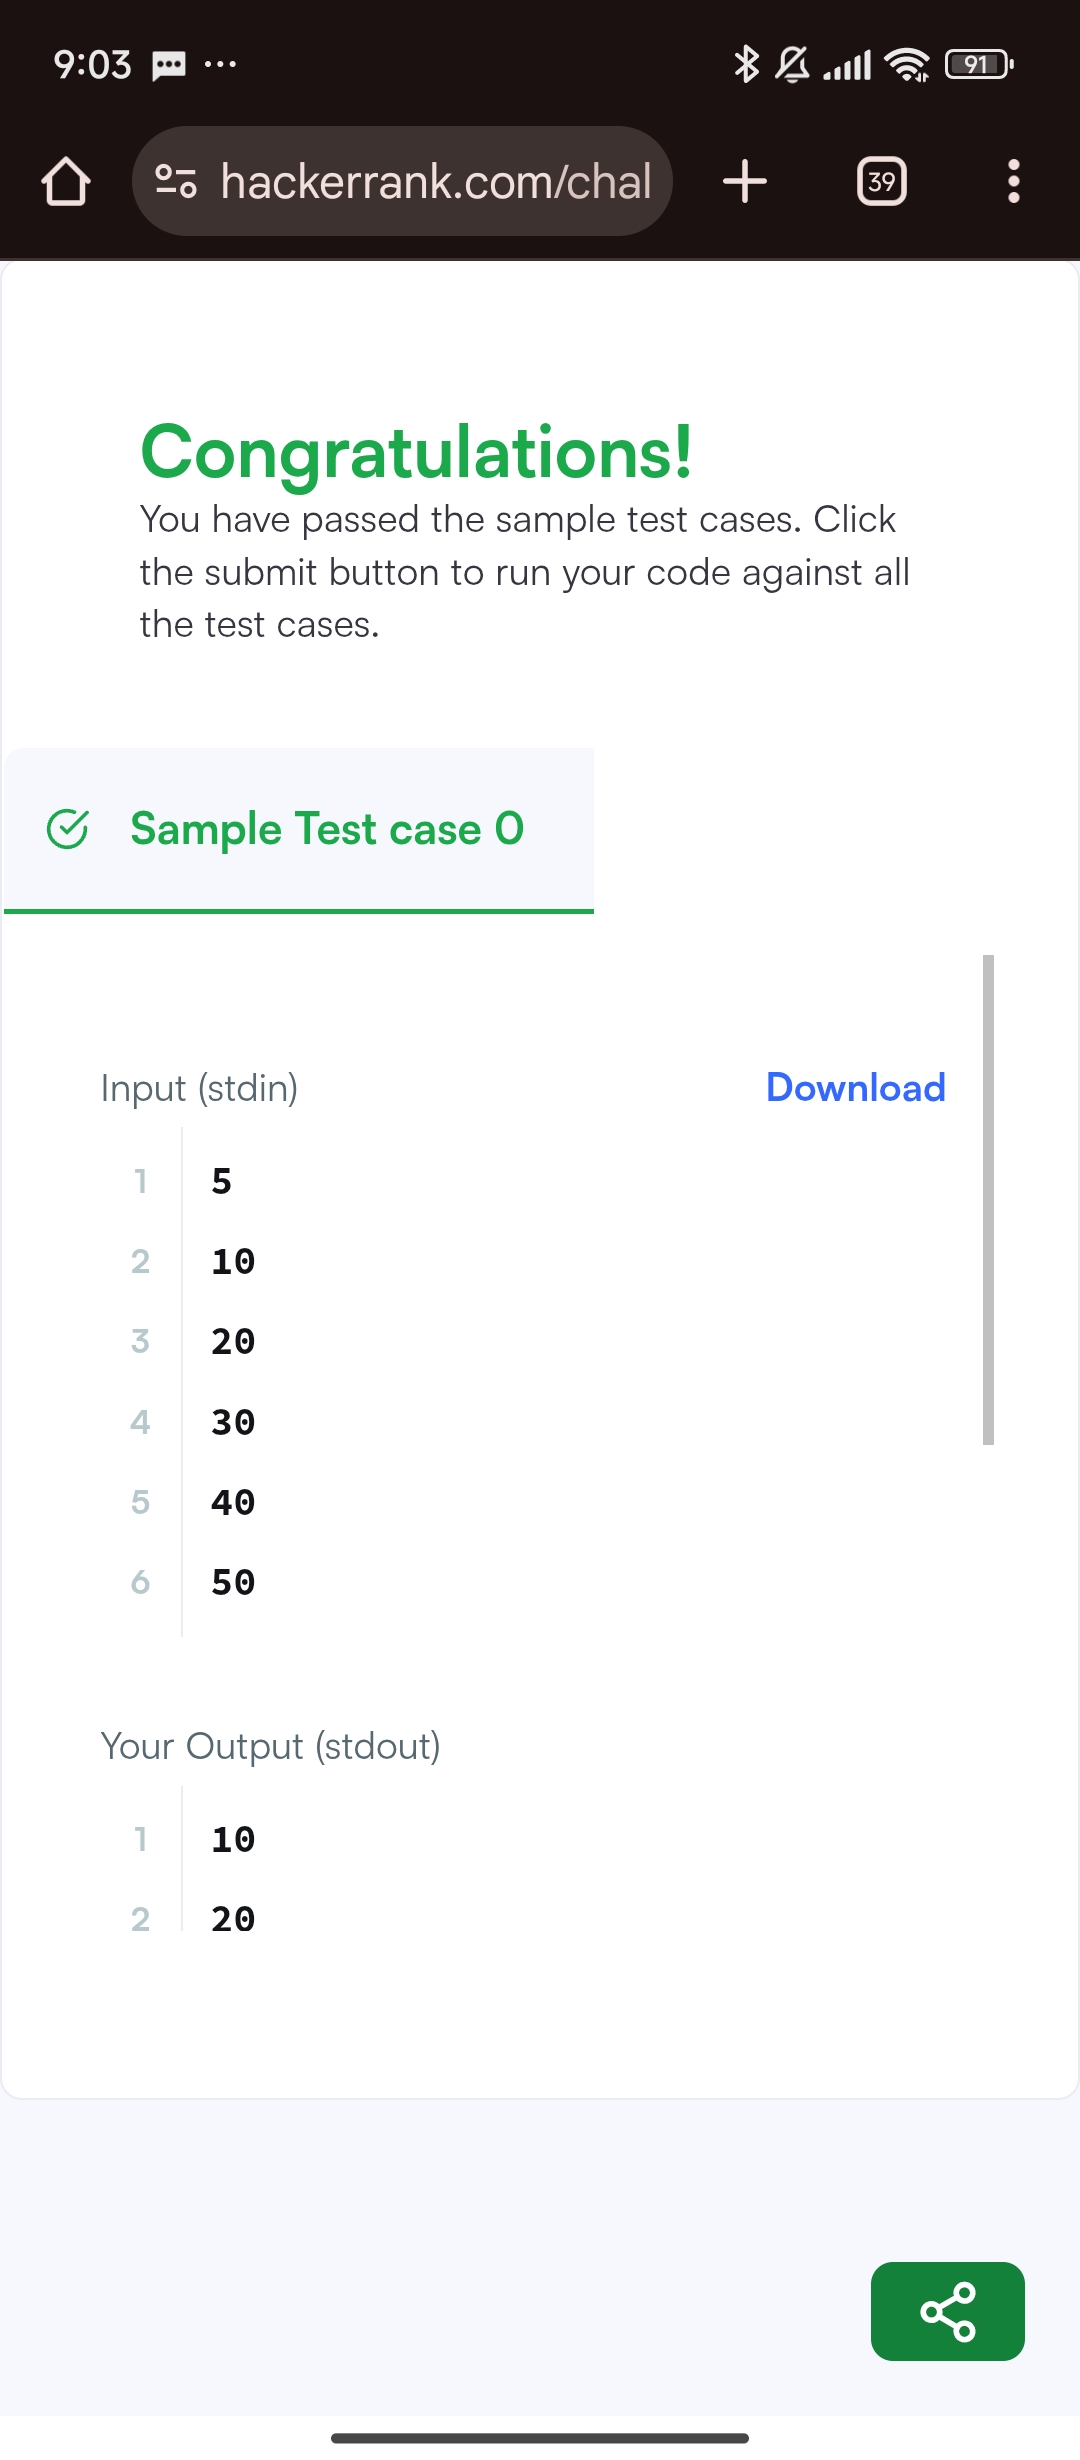 9:03 ... 91
hackerrank.com/chal 39
Congratulations!
You have passed the sample test cases. Click
the submit button to run your code against all
the test cases.
Sample Test case 0
Input (stdin) Download
1 5
2 10
3 20
4 30
5 40
6 50
Your Output (stdout)
1 10
2 20